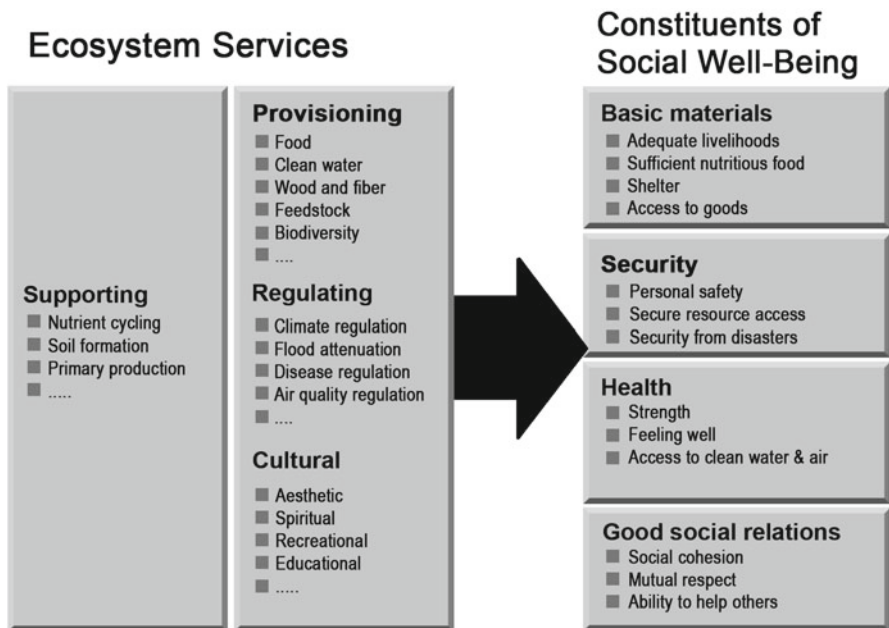 Ecosystem Services
Supporting
Nutrient cycling
Soil formation
Primary production
.....
Provisioning
Food
Clean water
Wood and fiber
Feedstock
Biodiversity
....
Regulating
Climate regulation
Flood attenuation
Disease regulation
Air quality regulation
....
Cultural
Aesthetic
Spiritual
Recreational
Educational
.....
Constituents of
Social Well-Being
Basic materials
Adequate livelihoods
Sufficient nutritious food
Shelter
Access to goods
Security
Personal safety
Secure resource access
Security from disasters
Health
Strength
Feeling well
Access to clean water & air
Good social relations
Social cohesion
Mutual respect
Ability to help others